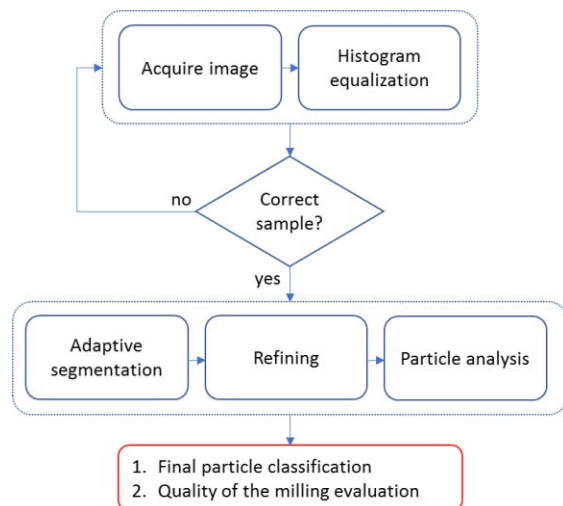 Acquire image
Histogram
equalization
no
Correct
sample?
yes
Adaptive
segmentation
Refining
Particle analysis
1. Final particle classification
2. Quality of the milling evaluation